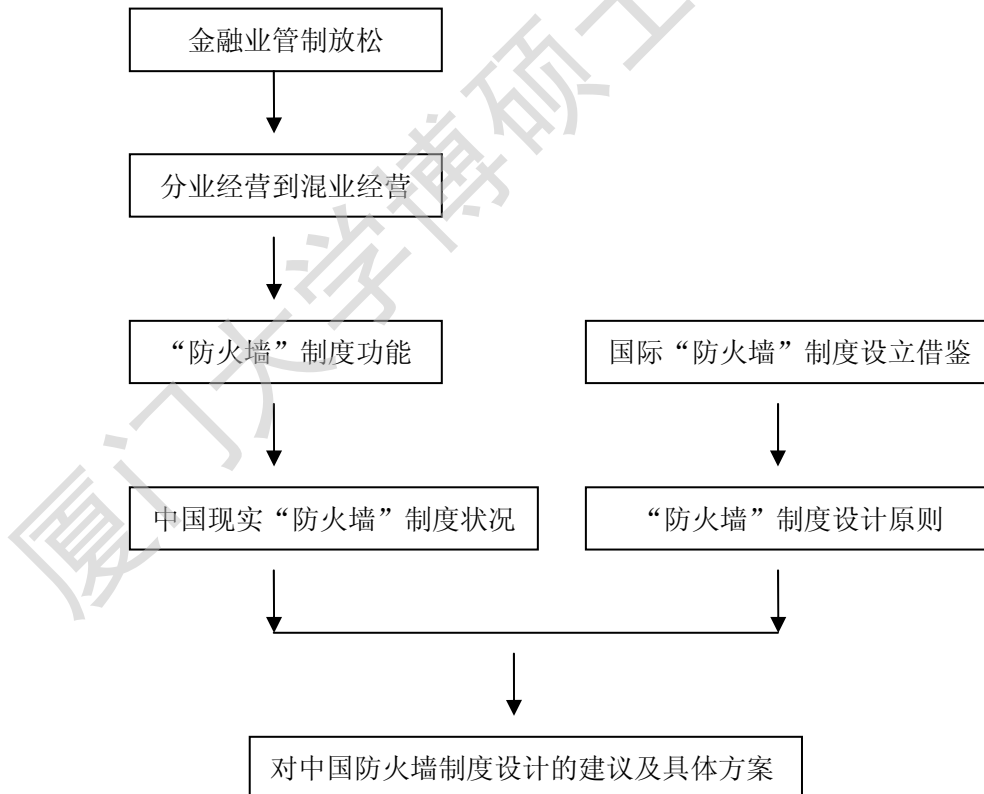 金融业管制放松
分业经营到混业经营
“防火墙”制度功能
国际“防火墙”制度设立借鉴
中国现实“防火墙”制度状况
“防火墙”制度设计原则
对中国防火墙制度设计的建议及具体方案
厦门大学博硕士